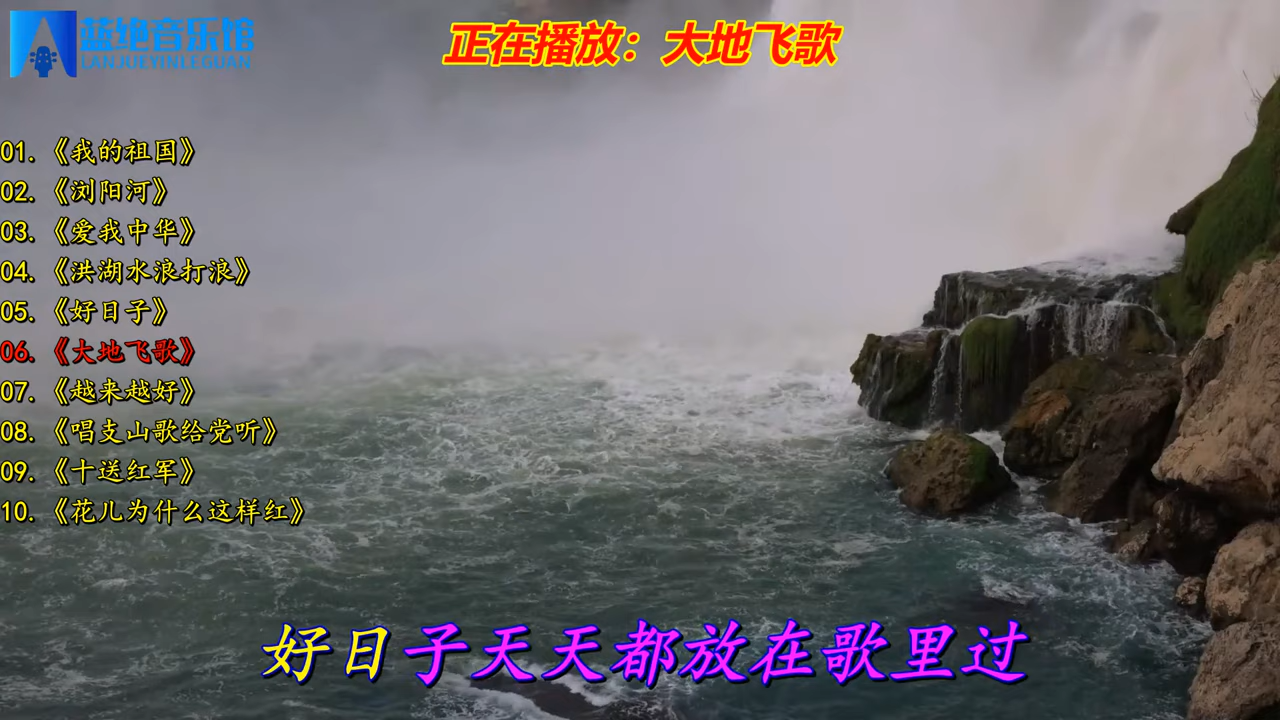 蓝绝音乐馆
LANJUEYINLEGUAN
正在播放：大地飞歌
01.《我的祖国》
02.《浏阳河》
03.《爱我中华》
04.《洪湖水浪打浪》
05.《好日子》
06.《大地飞歌》
07.《越来越好》
08.《唱支山歌给党听》
09.《十送红军》
10.《花儿为什么这样红》
好日子天天都放在歌里过